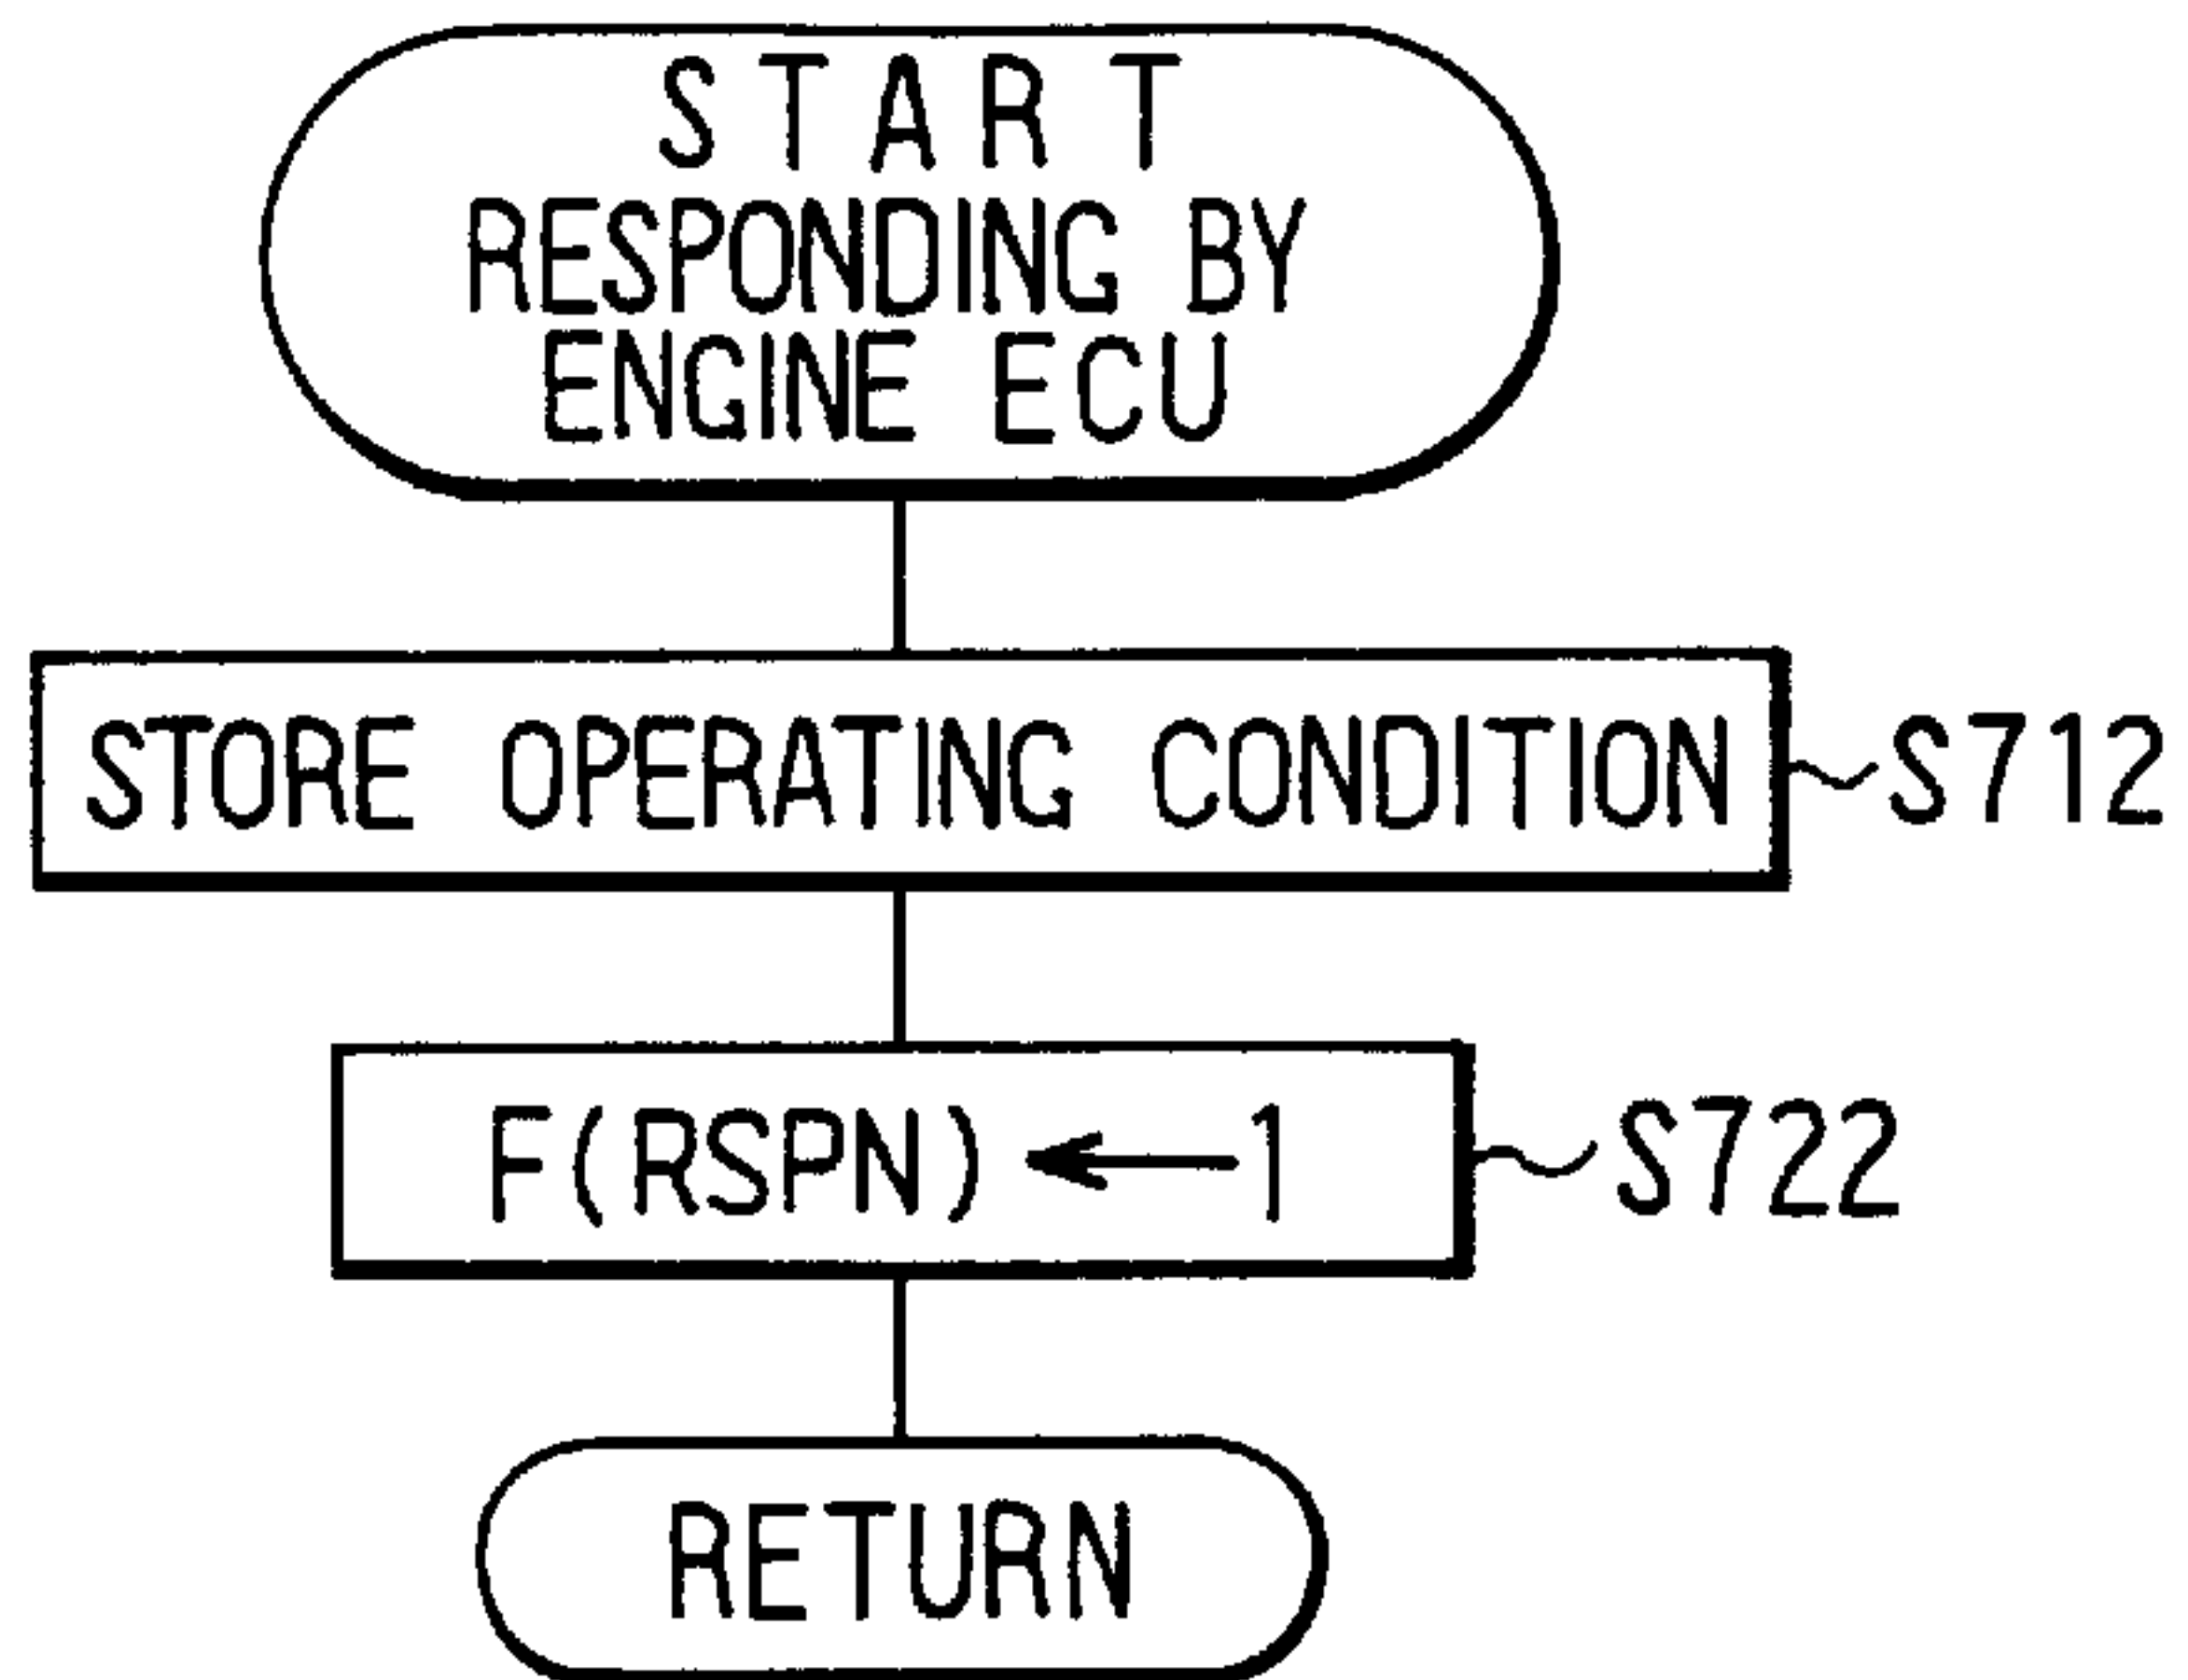 START
RESPONDING BY
ENGINE ECU
STORE OPERATING CONDITION
S712
F(RSPN) ← 1
S722
RETURN